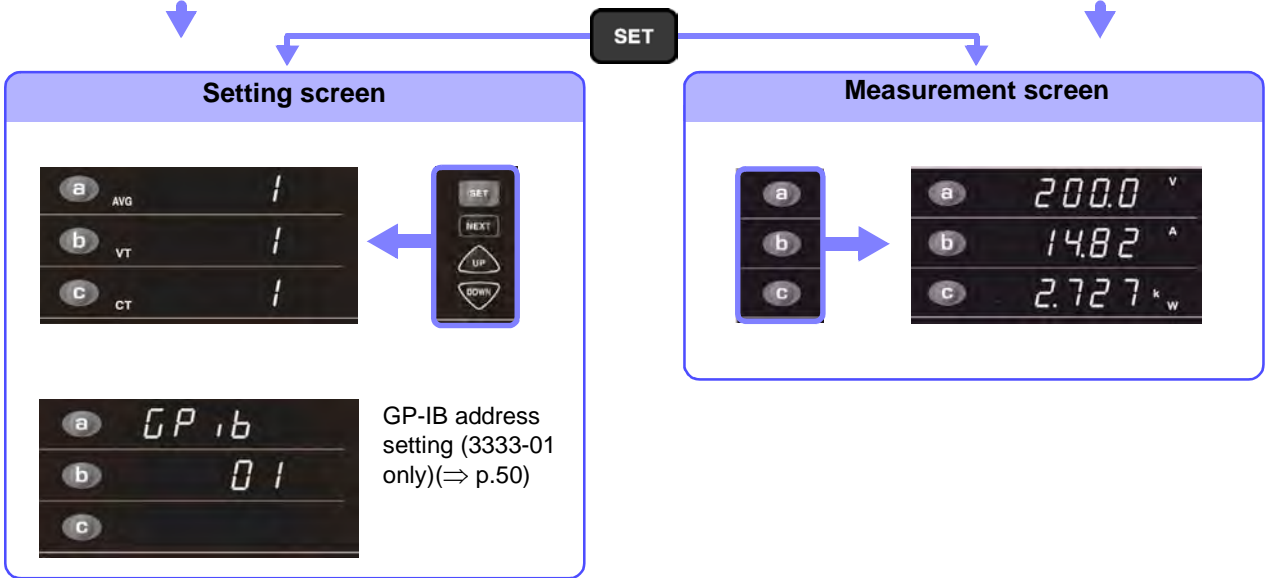 SET
Setting screen
a AVG 1
b VT 1
c CT 1
SET
NEXT
UP
DOWN
a GPib
b 01
c
GP-IB address
setting (3333-01
only)(⇒ p.50)
Measurement screen
a
b
c
a 200.0 V
b 14.82 A
c 2.727 kW